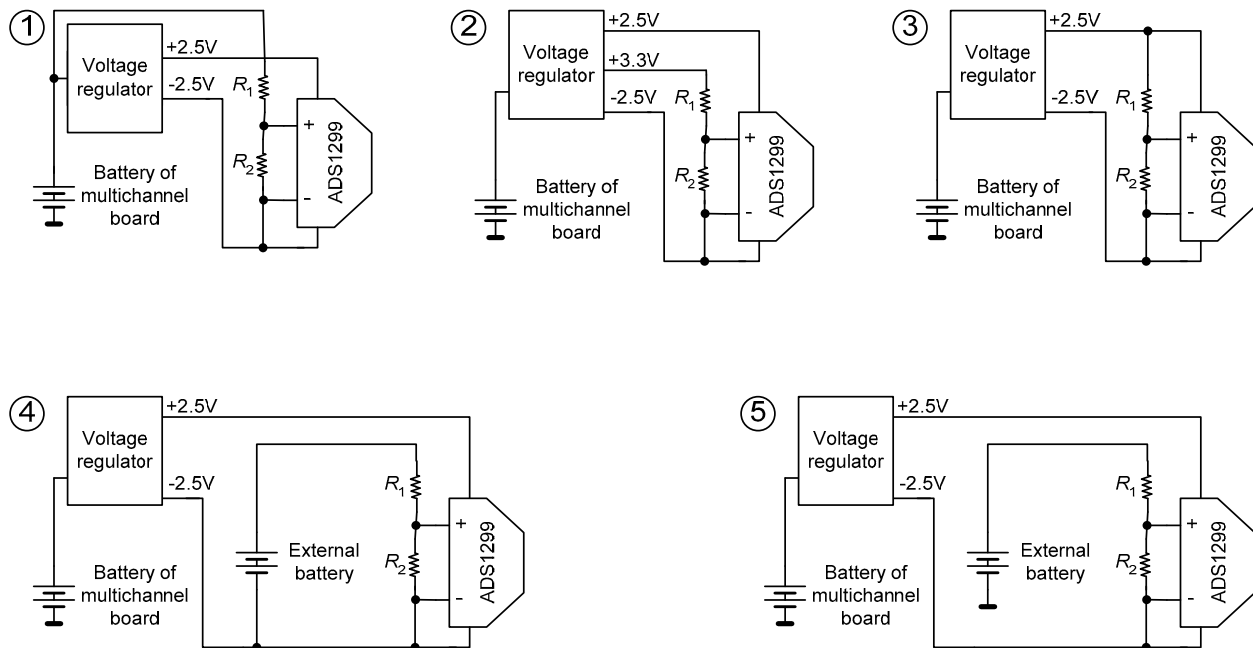 1
Voltage
regulator
+2.5V
-2.5V
R1
R2
+
-
ADS1299
Battery of
multichannel
board
2
Voltage
regulator
+2.5V
+3.3V
-2.5V
R1
R2
+
-
ADS1299
Battery of
multichannel
board
3
Voltage
regulator
+2.5V
-2.5V
R1
R2
+
-
ADS1299
Battery of
multichannel
board
4
Voltage
regulator
+2.5V
-2.5V
R1
R2
+
-
ADS1299
External
battery
Battery of
multichannel
board
5
Voltage
regulator
+2.5V
-2.5V
R1
R2
+
-
ADS1299
External
battery
Battery of
multichannel
board